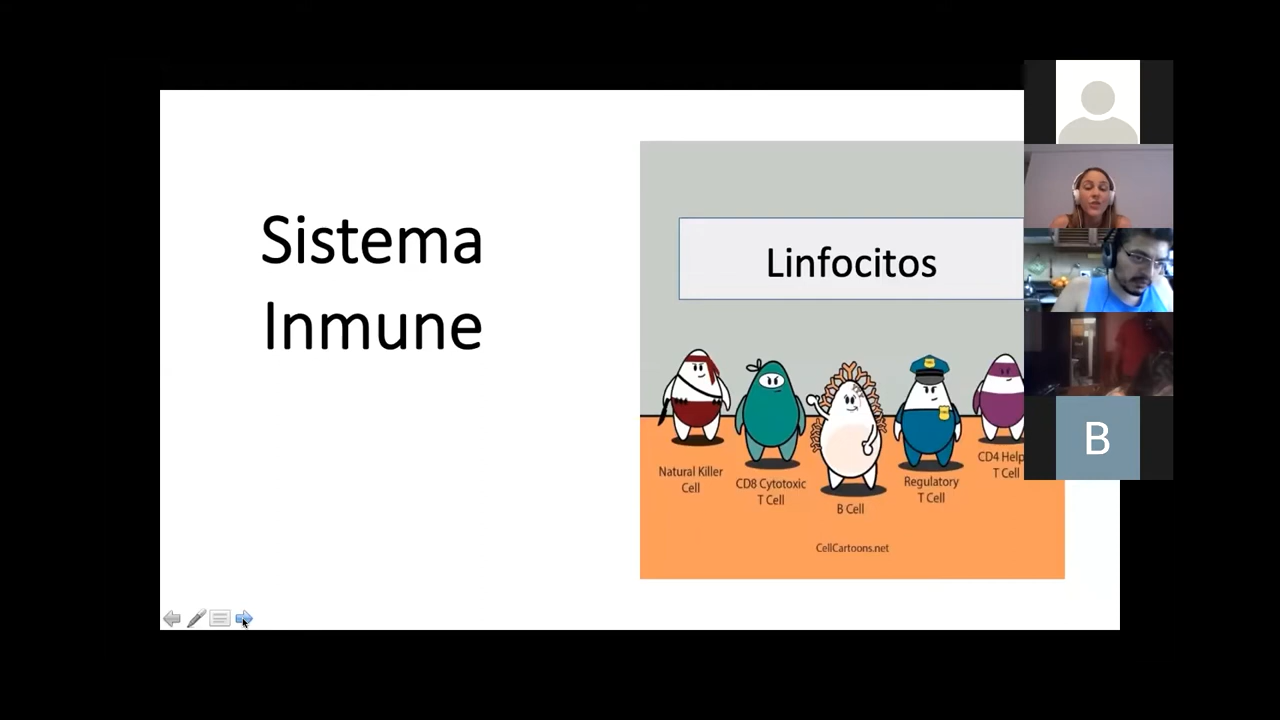 Sistema
Inmune
Linfocitos
Natural Killer
Cell
CD8 Cytotoxic
T Cell
B Cell
Regulatory
T Cell
CD4 Help
T Cell
CellCartoons.net
B